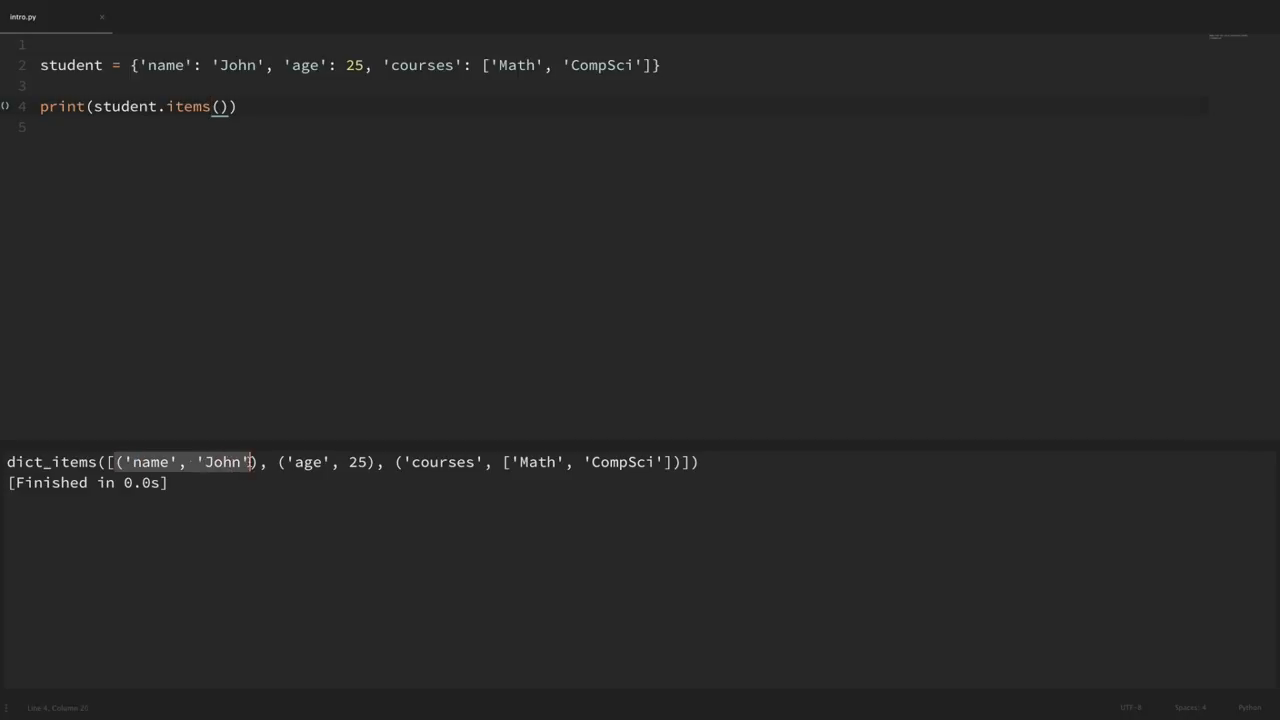 intro.py ×
1
2 student = {'name': 'John', 'age': 25, 'courses': ['Math', 'CompSci']}
3
() 4 print(student.items())
5
dict_items([('name', 'John'), ('age', 25), ('courses', ['Math', 'CompSci'])])
[Finished in 0.0s]
Line 4, Column 25 UTF-8 Spaces: 4 Python